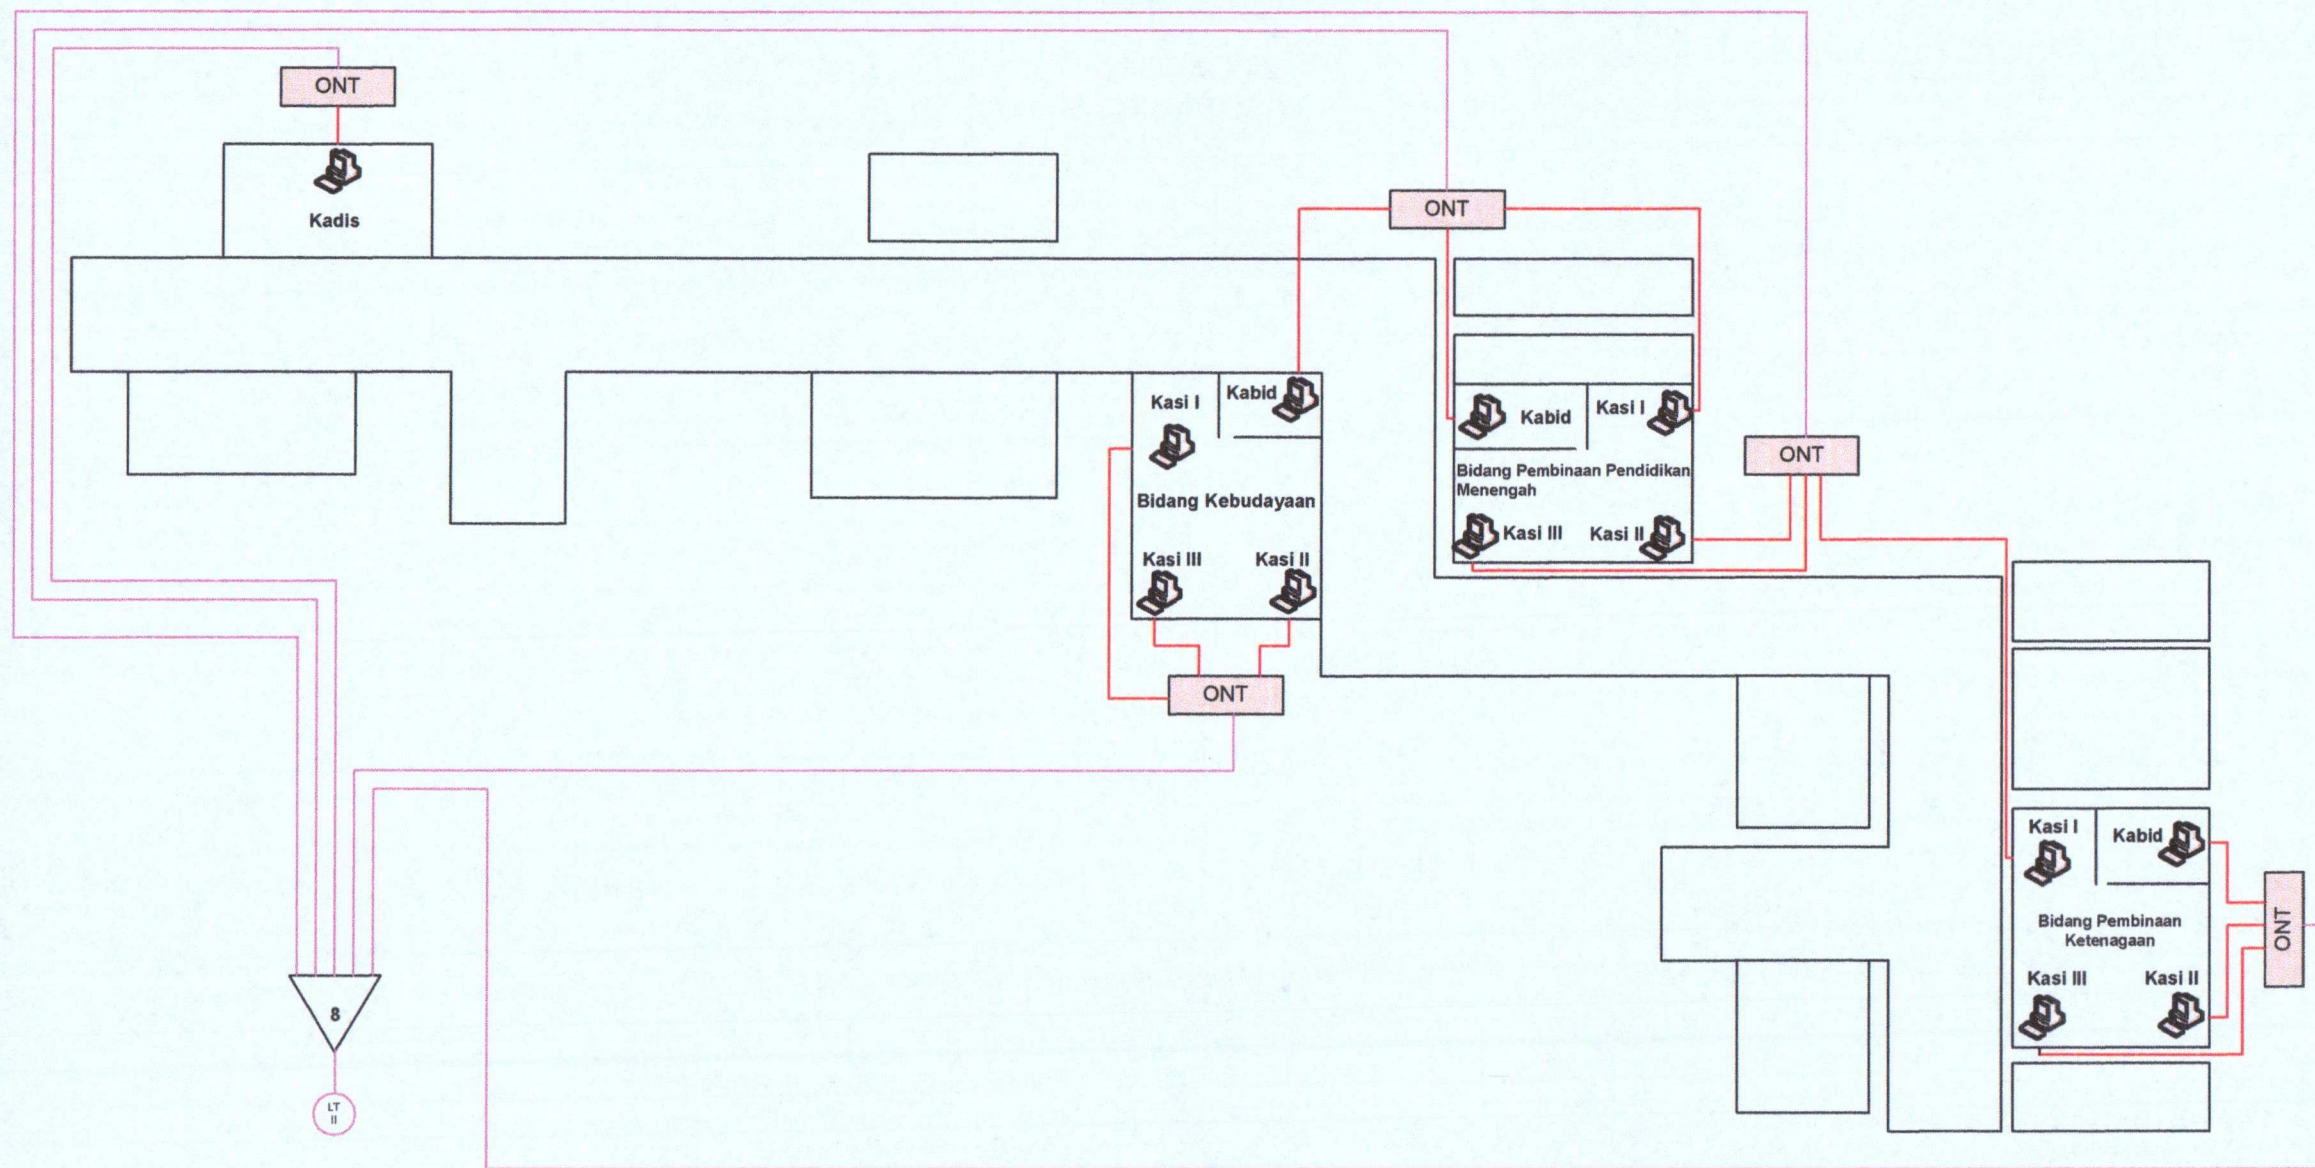 ONT
Kadis
ONT
Kasi I
Kabid
Bidang Kebudayaan
Kasi III
Kasi II
ONT
Kabid
Kasi I
Bidang Pembinaan Pendidikan
Menengah
Kasi III
Kasi II
ONT
Kasi I
Kabid
Bidang Pembinaan
Ketenagaan
Kasi III
Kasi II
ONT
8
LT
II